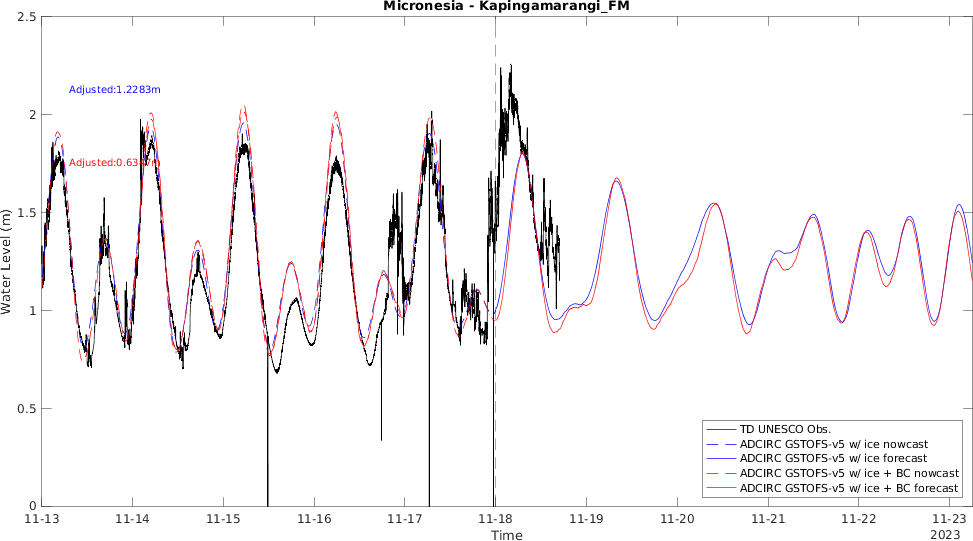 Micronesia - Kapingamarangi_FM
2.5
2
1.5
1
0.5
0
Water Level (m)
Adjusted:1.2283m
11-13
11-14
11-15
11-16
11-17
11-18
11-19
11-20
11-21
11-22
11-23
Time
2023
TD UNESCO Obs.
ADCIRC GSTOFS-v5 w/ ice nowcast
ADCIRC GSTOFS-v5 w/ ice forecast
ADCIRC GSTOFS-v5 w/ ice + BC nowcast
ADCIRC GSTOFS-v5 w/ ice + BC forecast